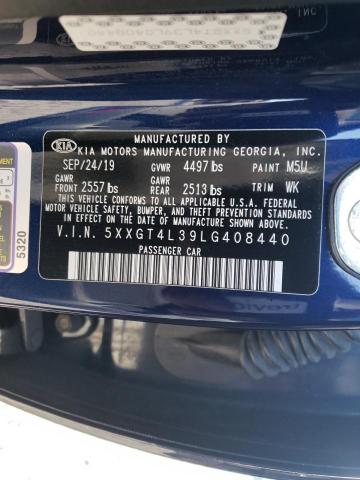 MANUFACTURED BY
KIA KIA MOTORS MANUFACTURING GEORGIA, INC.
SEP/24/19 GVWR 4497 lbs PAINT M5U
GAWR GAWR
FRONT 2557 lbs REAR 2513 lbs TRIM WK
THIS VEHICLE CONFORMS TO ALL APPLICABLE U.S.A. FEDERAL
MOTOR VEHICLE SAFETY, BUMPER, AND THEFT PREVENTION STANDARDS
IN EFFECT ON THE DATE OF MANUFACTURE SHOWN ABOVE.
V.I.N. 5XXGT4L39LG408440
PASSENGER CAR
5320